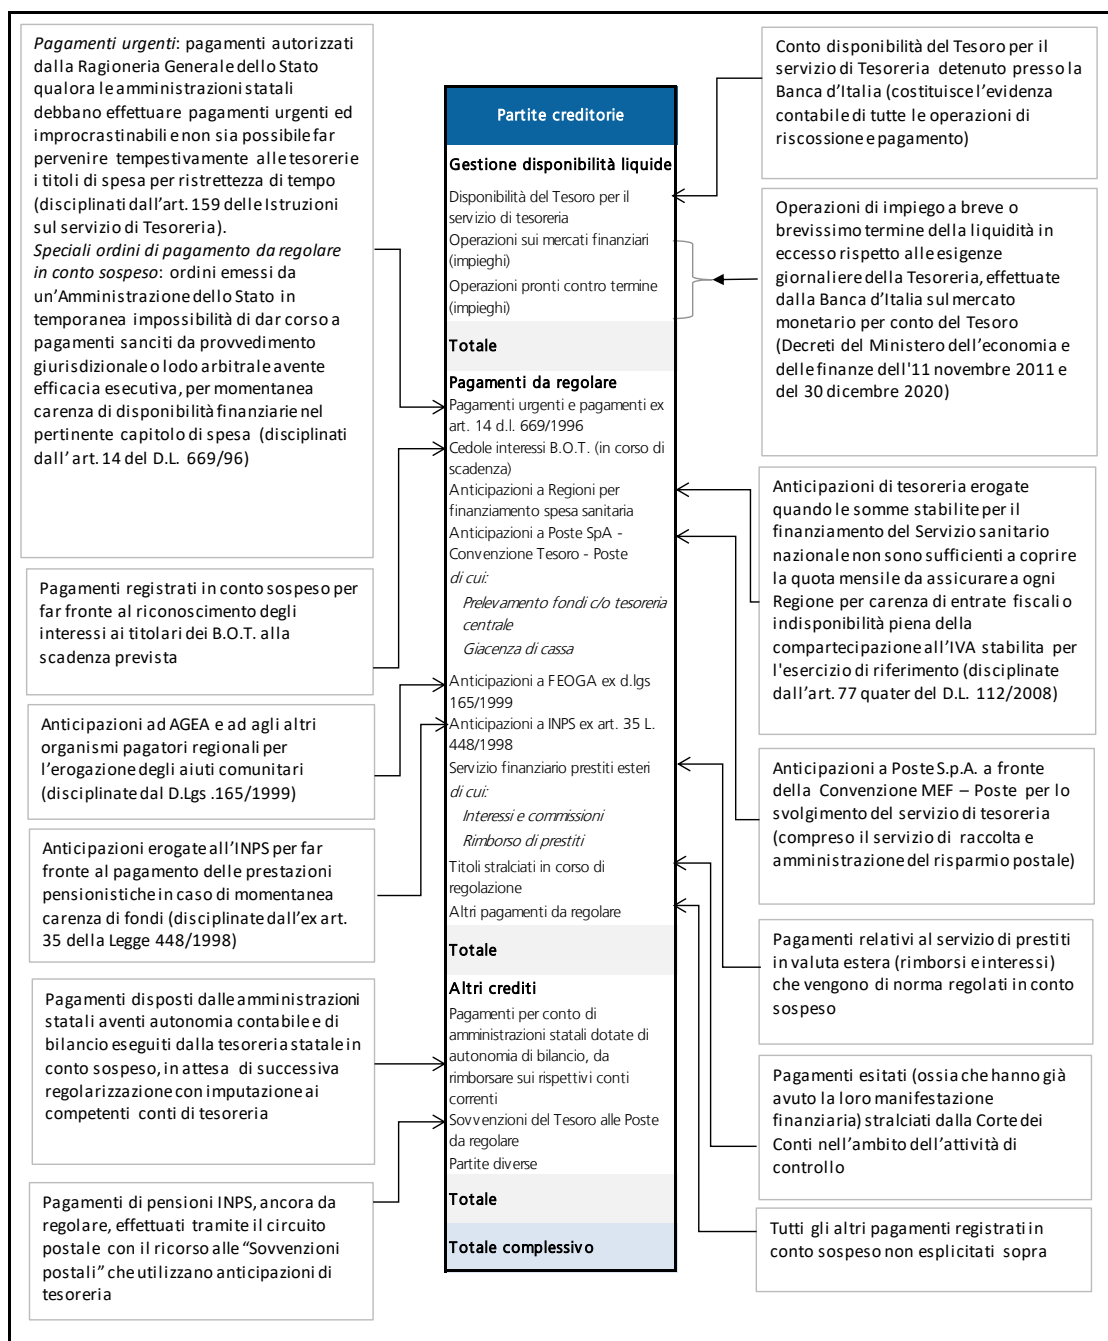 Pagamenti urgenti: pagamenti autorizzati
dalla Ragioneria Generale dello Stato
qualora le amministrazioni statali
debbano effettuare pagamenti urgenti ed
improcrastinabili e non sia possibile far
pervenire tempestivamente alle tesorerie
i titoli di spesa per ristrettezza di tempo
(disciplinati dall'art. 159 delle Istruzioni
sul servizio di Tesoreria).
Speciali ordini di pagamento da regolare
in conto sospeso: ordini emessi da
un'Amministrazione dello Stato in
temporanea impossibilità di dar corso a
pagamenti sanciti da provvedimento
giurisdizionale o lodo arbitrale avente
efficacia esecutiva, per momentanea
carenza di disponibilità finanziarie nel
pertinente capitolo di spesa (disciplinati
dall' art. 14 del D.L. 669/96)
Pagamenti registrati in conto sospeso per
far fronte al riconoscimento degli
interessi ai titolari dei B.O.T. alla
scadenza prevista
Anticipazioni ad AGEA e ad agli altri
organismi pagatori regionali per
l'erogazione degli aiuti comunitari
(disciplinate dal D.Lgs .165/1999)
Anticipazioni erogate all'INPS per far
fronte al pagamento delle prestazioni
pensionistiche in caso di momentanea
carenza di fondi (disciplinate dall'ex art.
35 della Legge 448/1998)
Pagamenti disposti dalle amministrazioni
statali aventi autonomia contabile e di
bilancio eseguiti dalla tesoreria statale in
conto sospeso, in attesa di successiva
regolarizzazione con imputazione ai
competenti conti di tesoreria
Pagamenti di pensioni INPS, ancora da
regolare, effettuati tramite il circuito
postale con il ricorso alle "Sovvenzioni
postali" che utilizzano anticipazioni di
tesoreria
Partite creditorie
Gestione disponibilità liquide
Disponibilità del Tesoro per il
servizio di tesoreria
Operazioni sui mercati finanziari
(impieghi)
Operazioni pronti contro termine
(impieghi)
Totale
Pagamenti da regolare
Pagamenti urgenti e pagamenti ex
art. 14 d.l. 669/1996
Cedole interessi B.O.T. (in corso di
scadenza)
Anticipazioni a Regioni per
finanziamento spesa sanitaria
Anticipazioni a Poste SpA -
Convenzione Tesoro - Poste
di cui:
Prelevamento fondi c/o tesoreria
centrale
Giacenza di cassa
Anticipazioni a FEOGA ex d.lgs
165/1999
Anticipazioni a INPS ex art. 35 L.
448/1998
Servizio finanziario prestiti esteri
di cui:
Interessi e commissioni
Rimborso di prestiti
Titoli stralciati in corso di
regolazione
Altri pagamenti da regolare
Totale
Altri crediti
Pagamenti per conto di
amministrazioni statali dotate di
autonomia di bilancio, da
rimborsare sui rispettivi conti
correnti
Sovvenzioni del Tesoro alle Poste
da regolare
Partite diverse
Totale
Totale complessivo
Conto disponibilità del Tesoro per il
servizio di Tesoreria detenuto presso la
Banca d'Italia (costituisce l'evidenza
contabile di tutte le operazioni di
riscossione e pagamento)
Operazioni di impiego a breve o
brevissimo termine della liquidità in
eccesso rispetto alle esigenze
giornaliere della Tesoreria, effettuate
dalla Banca d'Italia sul mercato
monetario per conto del Tesoro
(Decreti del Ministero dell'economia e
delle finanze dell'11 novembre 2011 e
del 30 dicembre 2020)
Anticipazioni di tesoreria erogate
quando le somme stabilite per il
finanziamento del Servizio sanitario
nazionale non sono sufficienti a coprire
la quota mensile da assicurare a ogni
Regione per carenza di entrate fiscali o
indisponibilità piena della
compartecipazione all'IVA stabilita per
l'esercizio di riferimento (disciplinate
dall'art. 77 quater del D.L. 112/2008)
Anticipazioni a Poste S.p.A. a fronte
della Convenzione MEF – Poste per lo
svolgimento del servizio di tesoreria
(compreso il servizio di raccolta e
amministrazione del risparmio postale)
Pagamenti relativi al servizio di prestiti
in valuta estera (rimborsi e interessi)
che vengono di norma regolati in conto
sospeso
Pagamenti esitati (ossia che hanno già
avuto la loro manifestazione
finanziaria) stralciati dalla Corte dei
Conti nell'ambito dell'attività di
controllo
Tutti gli altri pagamenti registrati in
conto sospeso non esplicitati sopra